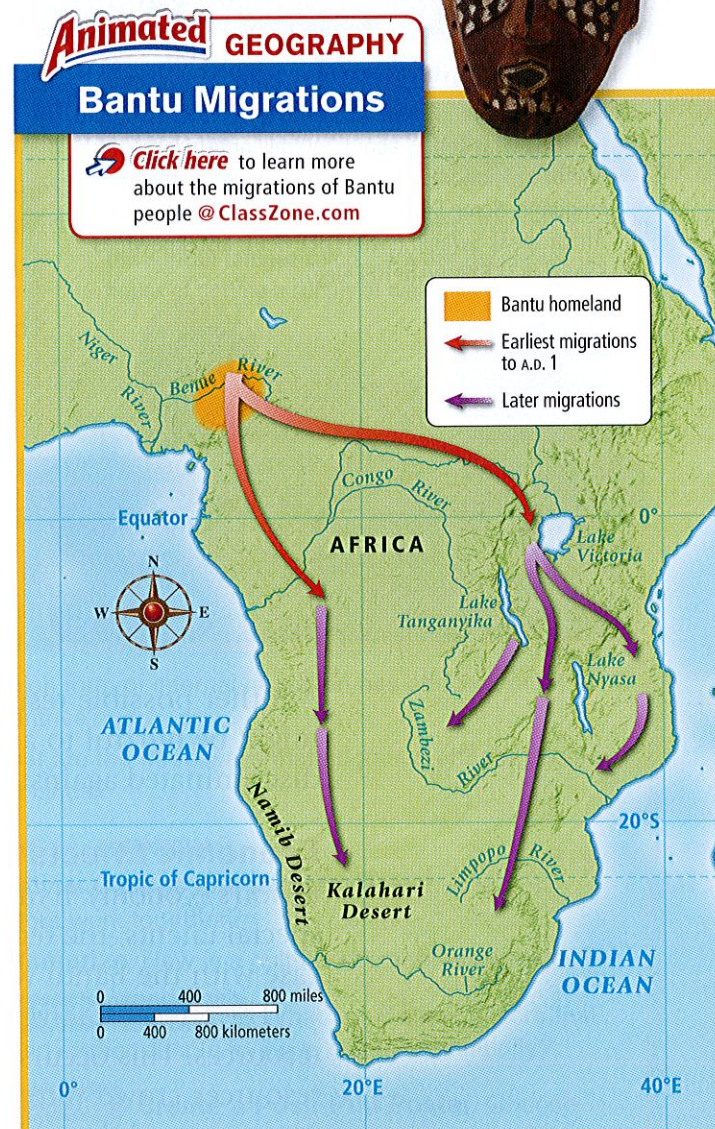 Animated GEOGRAPHY
Bantu Migrations
Click here to learn more
about the migrations of Bantu
people @ ClassZone.com
Bantu homeland
Earliest migrations
to A.D. 1
Later migrations
Niger
River
Benue River
Congo River
Equator
0°
AFRICA
Lake
Victoria
N
W E
S
Lake
Tanganyika
Lake
Nyasa
ATLANTIC
OCEAN
Zambezi
River
Namib Desert
20°S
Tropic of Capricorn
Kalahari
Desert
Limpopo River
Orange
River
INDIAN
OCEAN
0 400 800 miles
0 400 800 kilometers
0° 20°E 40°E